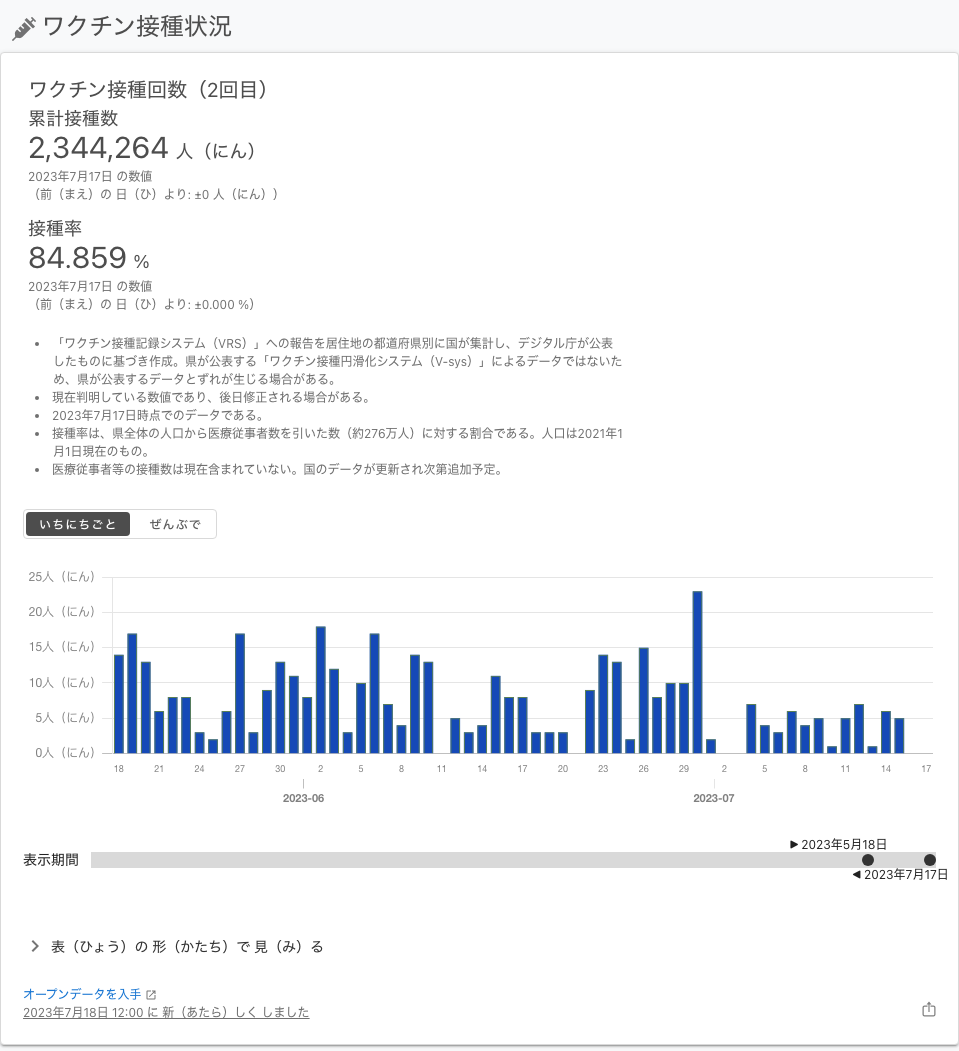 ワクチン接種状況
ワクチン接種回数（2回目）
累計接種数
2,344,264 人（にん）
2023年7月17日 の数値
（前（まえ）の 日（ひ）より: ±0 人（にん））
接種率
84.859 %
2023年7月17日 の数値
（前（まえ）の 日（ひ）より: ±0.000 %）
• 「ワクチン接種記録システム（VRS）」への報告を居住地の都道府県別に国が集計し、デジタル庁が公表
したものに基づき作成。県が公表する「ワクチン接種円滑化システム（V-sys）」によるデータではないた
め、県が公表するデータとずれが生じる場合がある。
• 現在判明している数値であり、後日修正される場合がある。
• 2023年7月17日時点でのデータである。
• 接種率は、県全体の人口から医療従事者数を引いた数（約276万人）に対する割合である。人口は2021年1
月1日現在のもの。
• 医療従事者等の接種数は現在含まれていない。国のデータが更新され次第追加予定。
いちにちごと ぜんぶで
25人（にん）
20人（にん）
15人（にん）
10人（にん）
5人（にん）
0人（にん）
18 21 24 27 30 2 5 8 11 14 17 20 23 26 29 2 5 8 11 14 17
2023-06 2023-07
▶ 2023年5月18日
表示期間
◀ 2023年7月17日
表（ひょう）の 形（かたち）で 見（み）る
オープンデータを入手
2023年7月18日 12:00 に 新（あたら）しく しました